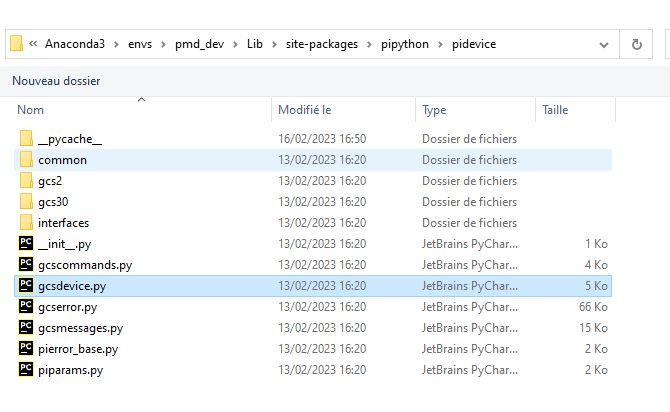 « Anaconda3 › envs › pmd_dev › Lib › site-packages › pipython › pidevice
Nouveau dossier
Nom Modifié le Type Taille
__pycache__ 16/02/2023 16:50 Dossier de fichiers
common 13/02/2023 16:20 Dossier de fichiers
gcs2 13/02/2023 16:20 Dossier de fichiers
gcs30 13/02/2023 16:20 Dossier de fichiers
interfaces 13/02/2023 16:20 Dossier de fichiers
PC __init__.py 13/02/2023 16:20 JetBrains PyChar... 1 Ko
PC gcscommands.py 13/02/2023 16:20 JetBrains PyChar... 4 Ko
PC gcsdevice.py 13/02/2023 16:20 JetBrains PyChar... 5 Ko
PC gcserror.py 13/02/2023 16:20 JetBrains PyChar... 66 Ko
PC gcsmessages.py 13/02/2023 16:20 JetBrains PyChar... 15 Ko
PC pierror_base.py 13/02/2023 16:20 JetBrains PyChar... 2 Ko
PC piparams.py 13/02/2023 16:20 JetBrains PyChar... 2 Ko